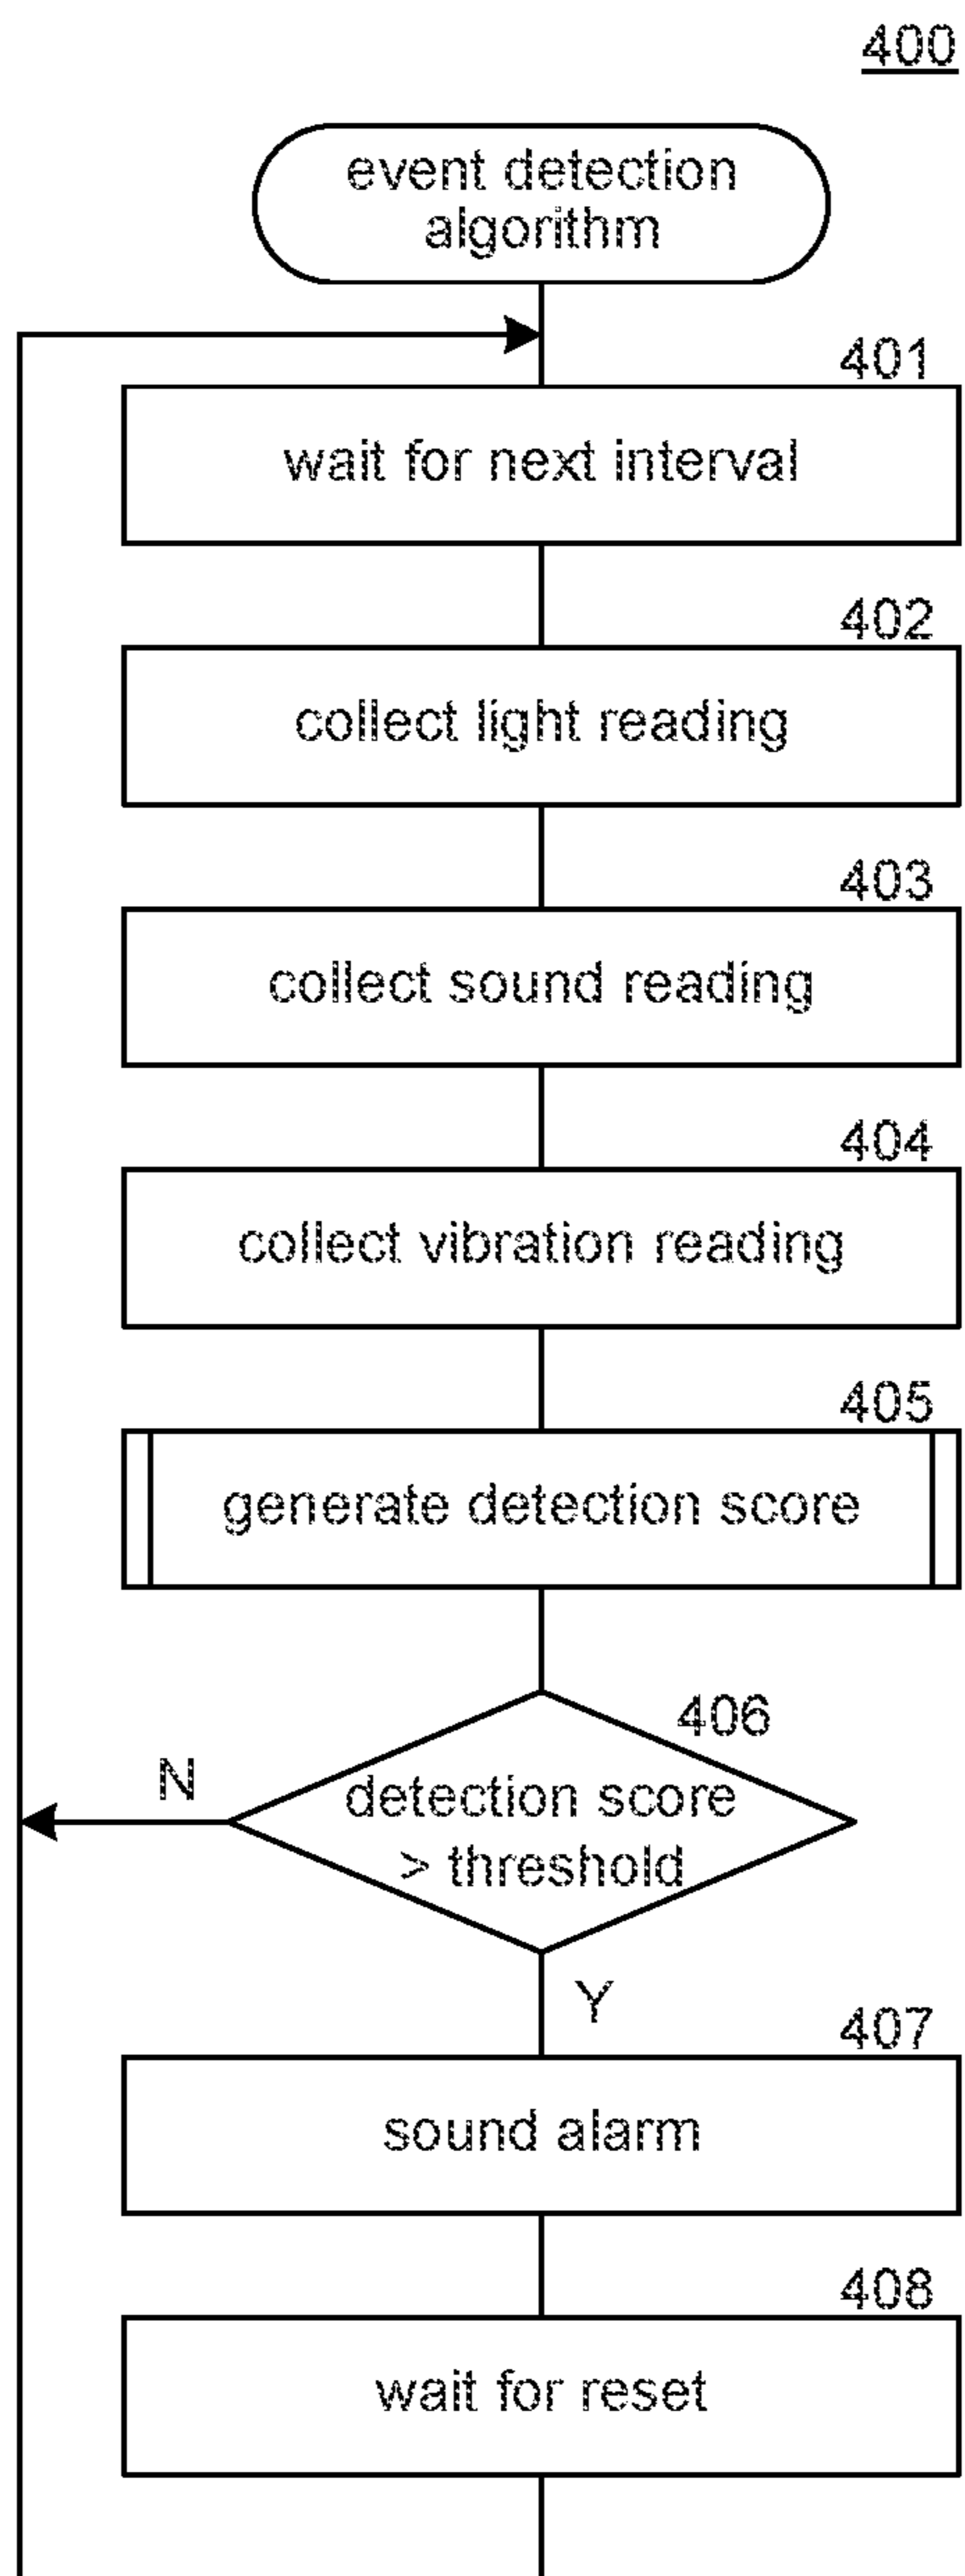 400
event detection
algorithm
401
wait for next interval
402
collect light reading
403
collect sound reading
404
collect vibration reading
405
generate detection score
406
detection score
> threshold
N
Y
407
sound alarm
408
wait for reset